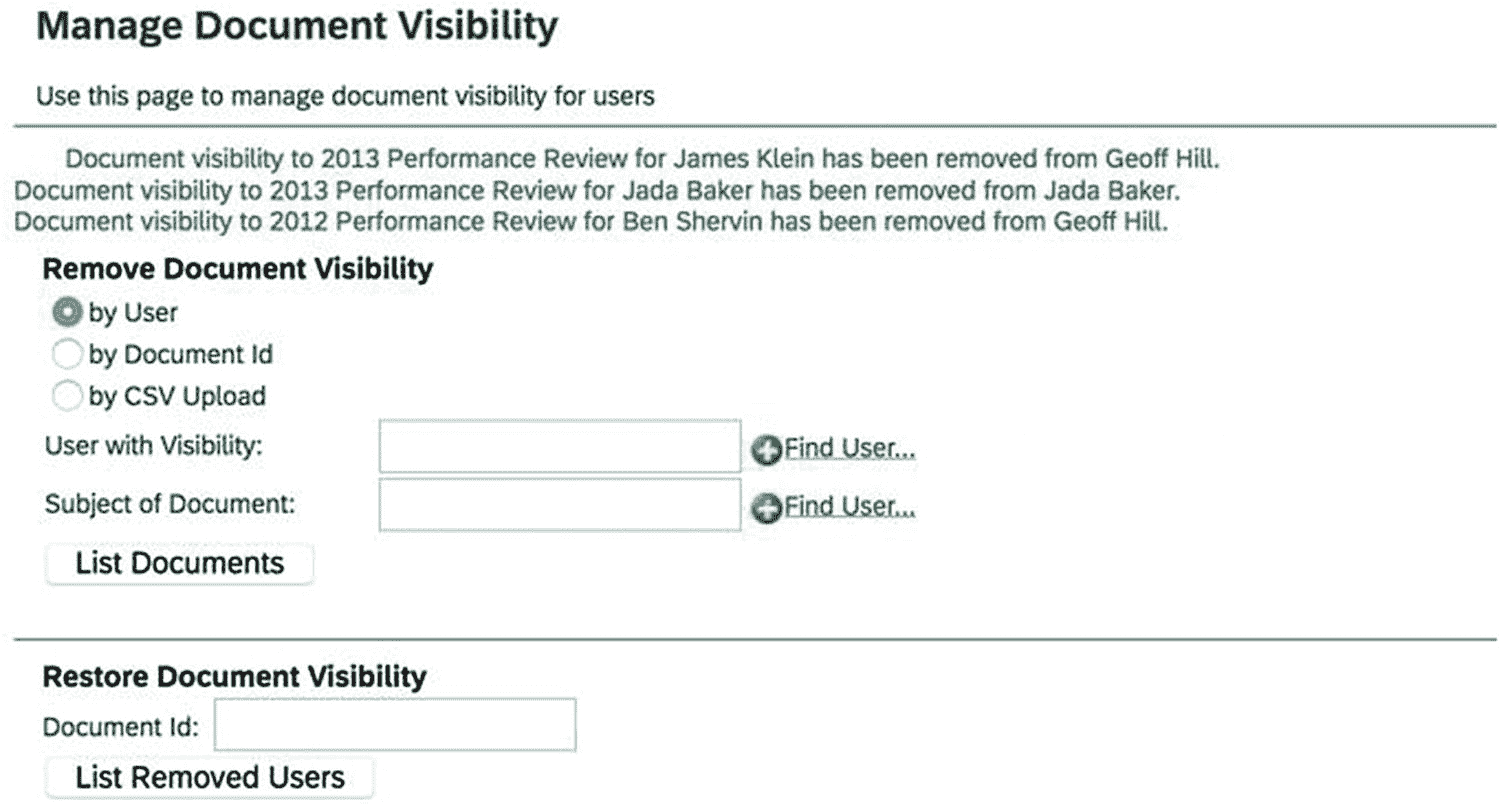 Manage Document Visibility
Use this page to manage document visibility for users
Document visibility to 2013 Performance Review for James Klein has been removed from Geoff Hill.
Document visibility to 2013 Performance Review for Jada Baker has been removed from Jada Baker.
Document visibility to 2012 Performance Review for Ben Shervin has been removed from Geoff Hill.
Remove Document Visibility
by User
by Document Id
by CSV Upload
User with Visibility: Find User...
Subject of Document: Find User...
List Documents
Restore Document Visibility
Document Id:
List Removed Users